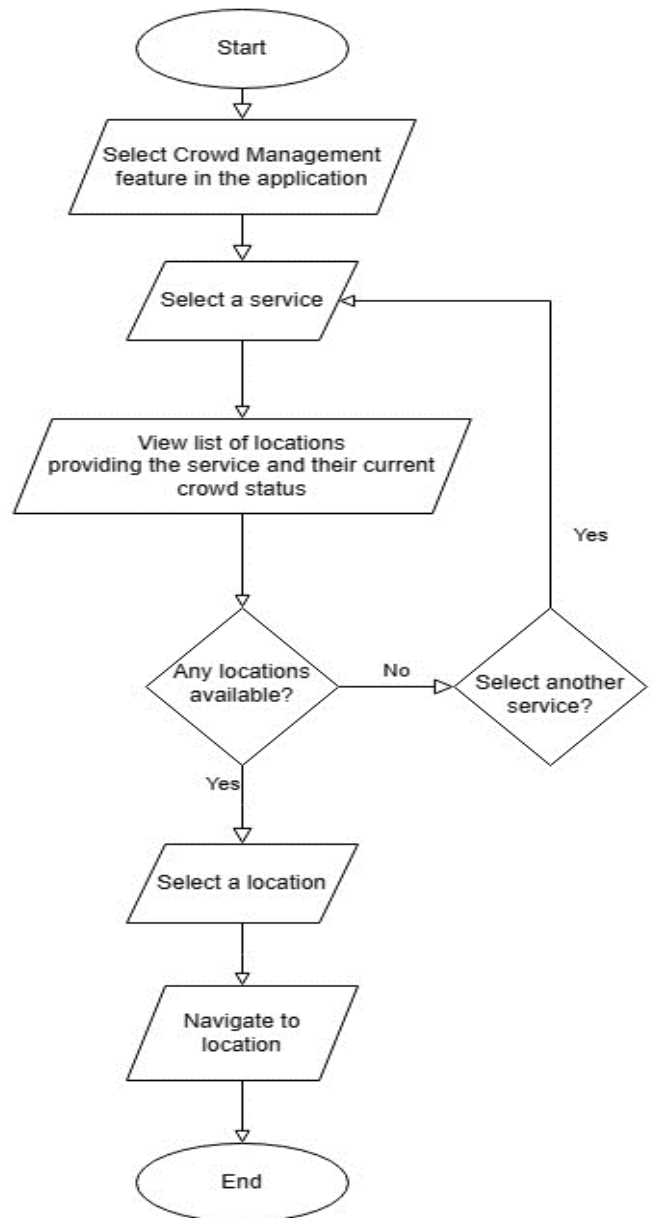 Start
Select Crowd Management
feature in the application
Select a service
View list of locations
providing the service and their current
crowd status
Yes
Any locations
available?
No
Select another
service?
Yes
Select a location
Navigate to
location
End